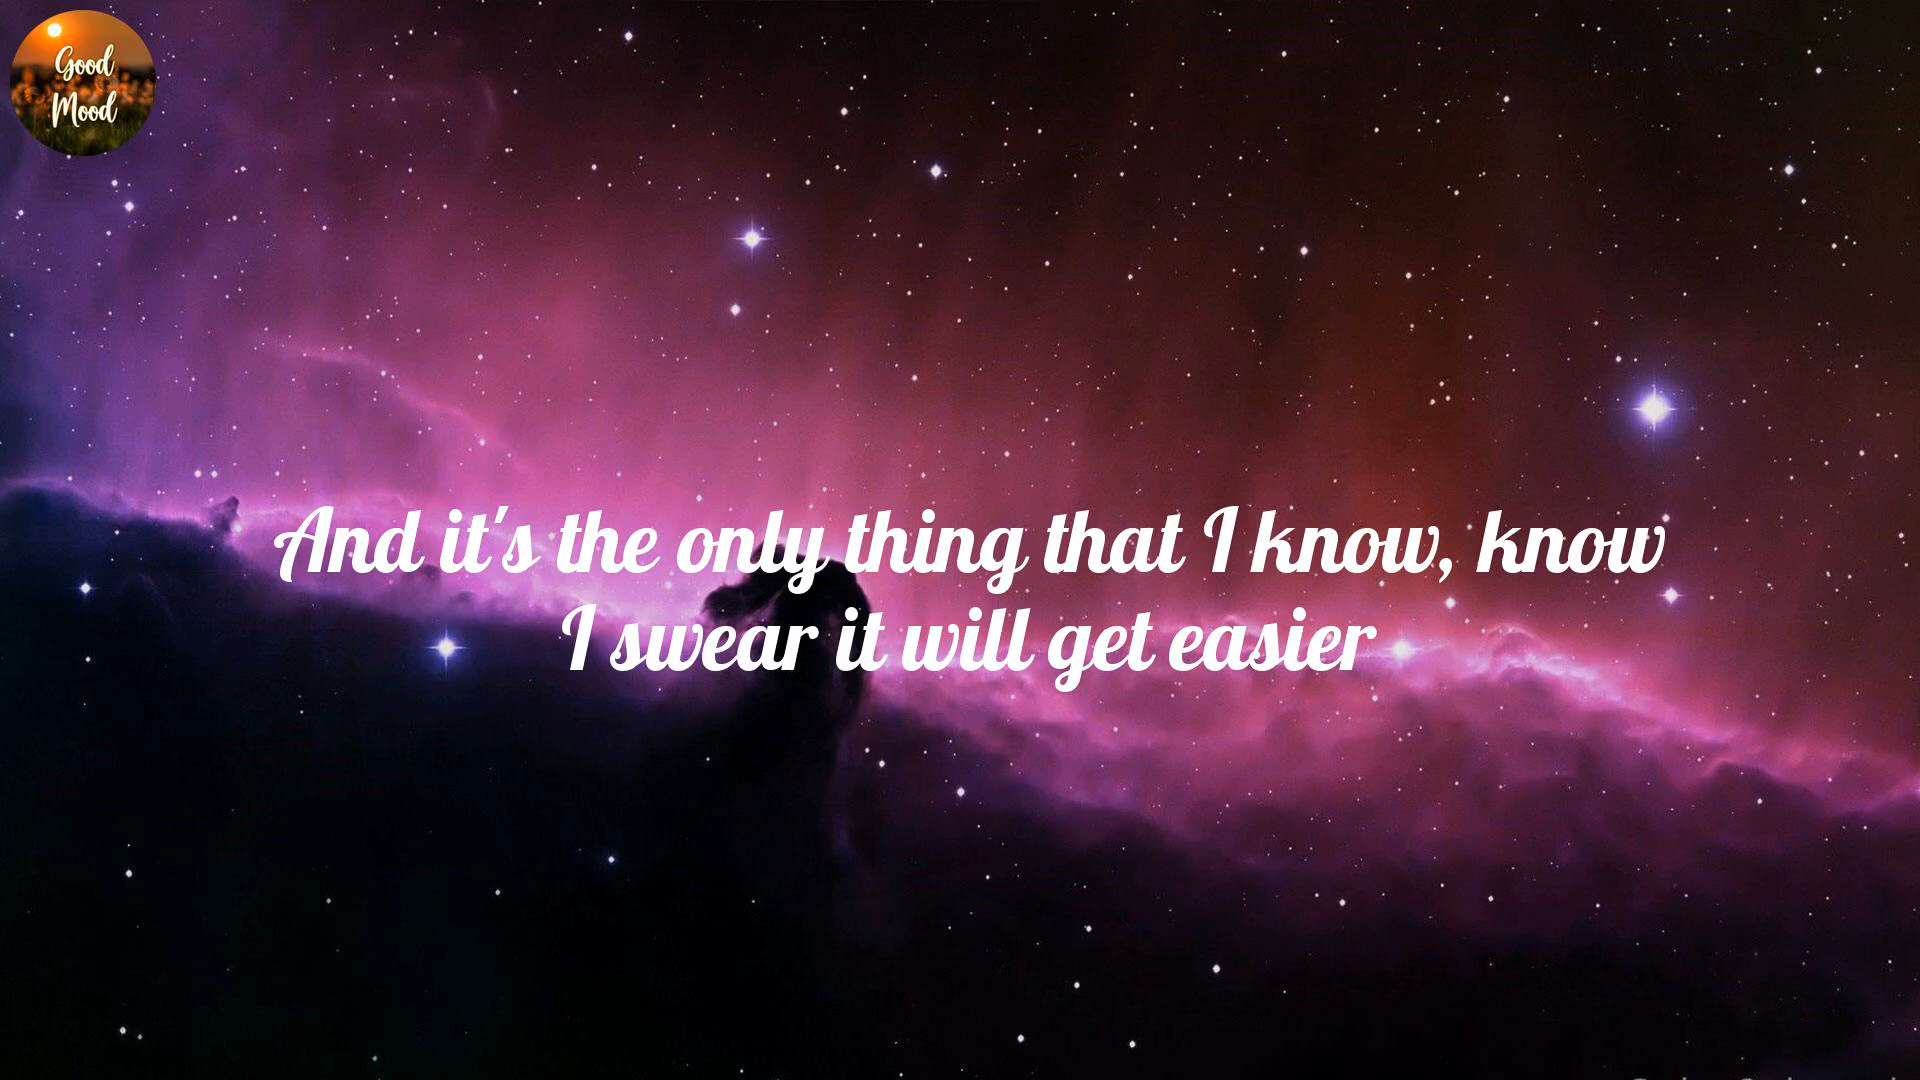 Good
Mood
And it's the only thing that I know, know
I swear it will get easier